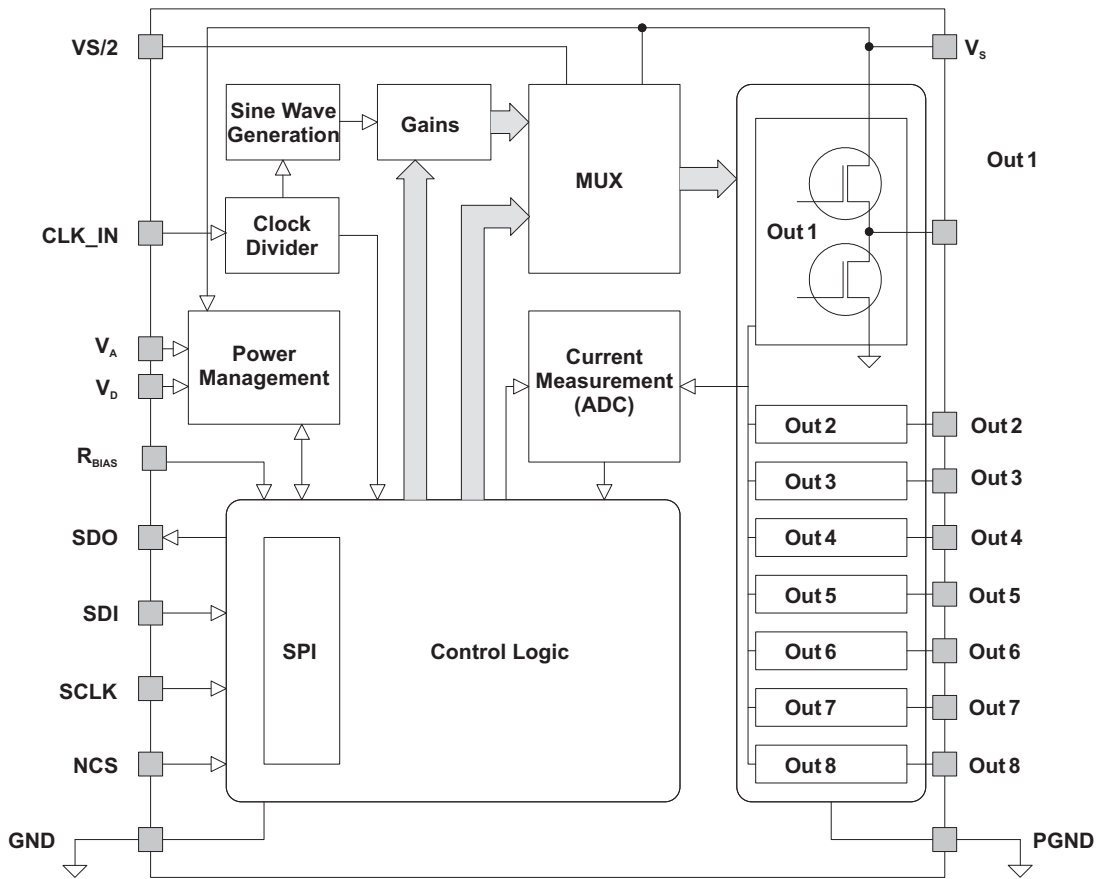 VS/2
Vs
Sine Wave
Generation
Gains
MUX
Out 1
Out 1
CLK_IN
Clock
Divider
VA
VD
Power
Management
Current
Measurement
(ADC)
RBIAS
Out 2
Out 2
Out 3
Out 3
SDO
Out 4
Out 4
SDI
Out 5
Out 5
SPI
Control Logic
Out 6
Out 6
SCLK
Out 7
Out 7
NCS
Out 8
Out 8
GND
PGND